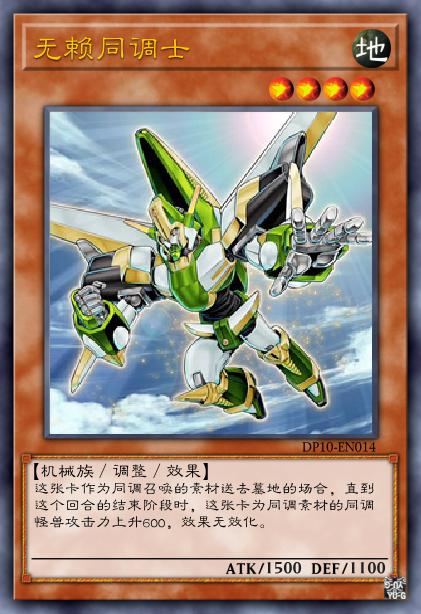 无赖同调士
地
DP10-EN014
【机械族／调整／效果】
这张卡作为同调召唤的素材送去墓地的场合，直到
这个回合的结束阶段时，这张卡为同调素材的同调
怪兽攻击力上升600，效果无效化。
ATK/1500 DEF/1100